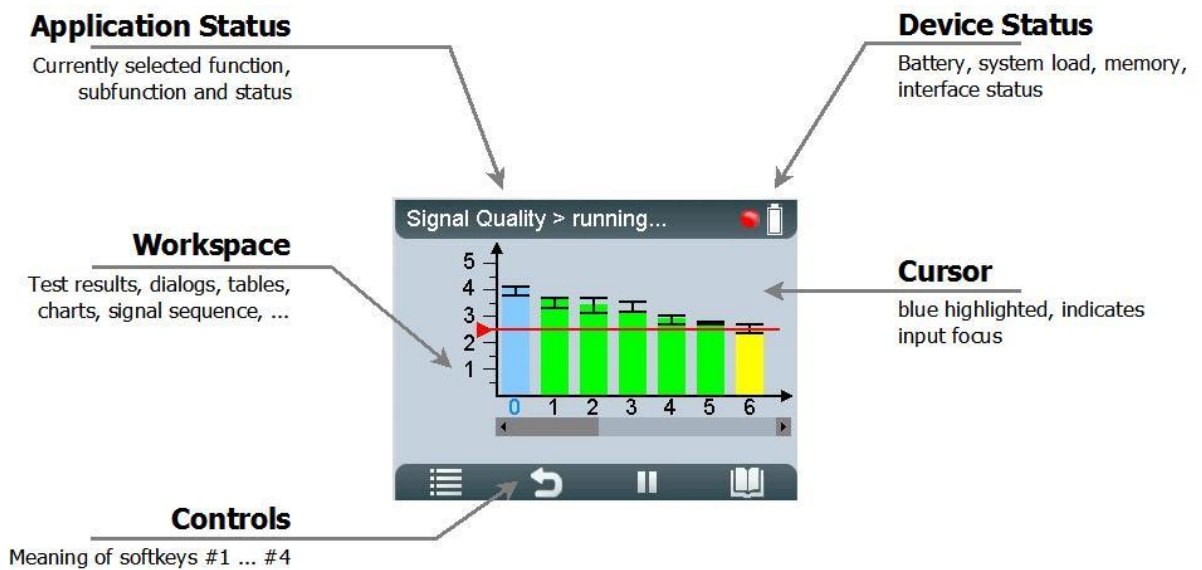 Application Status
Currently selected function,
subfunction and status
Device Status
Battery, system load, memory,
interface status
Workspace
Test results, dialogs, tables,
charts, signal sequence, ...
Signal Quality > running...
5
4
3
2
1
0 1 2 3 4 5 6
Cursor
blue highlighted, indicates
input focus
Controls
Meaning of softkeys #1 ... #4